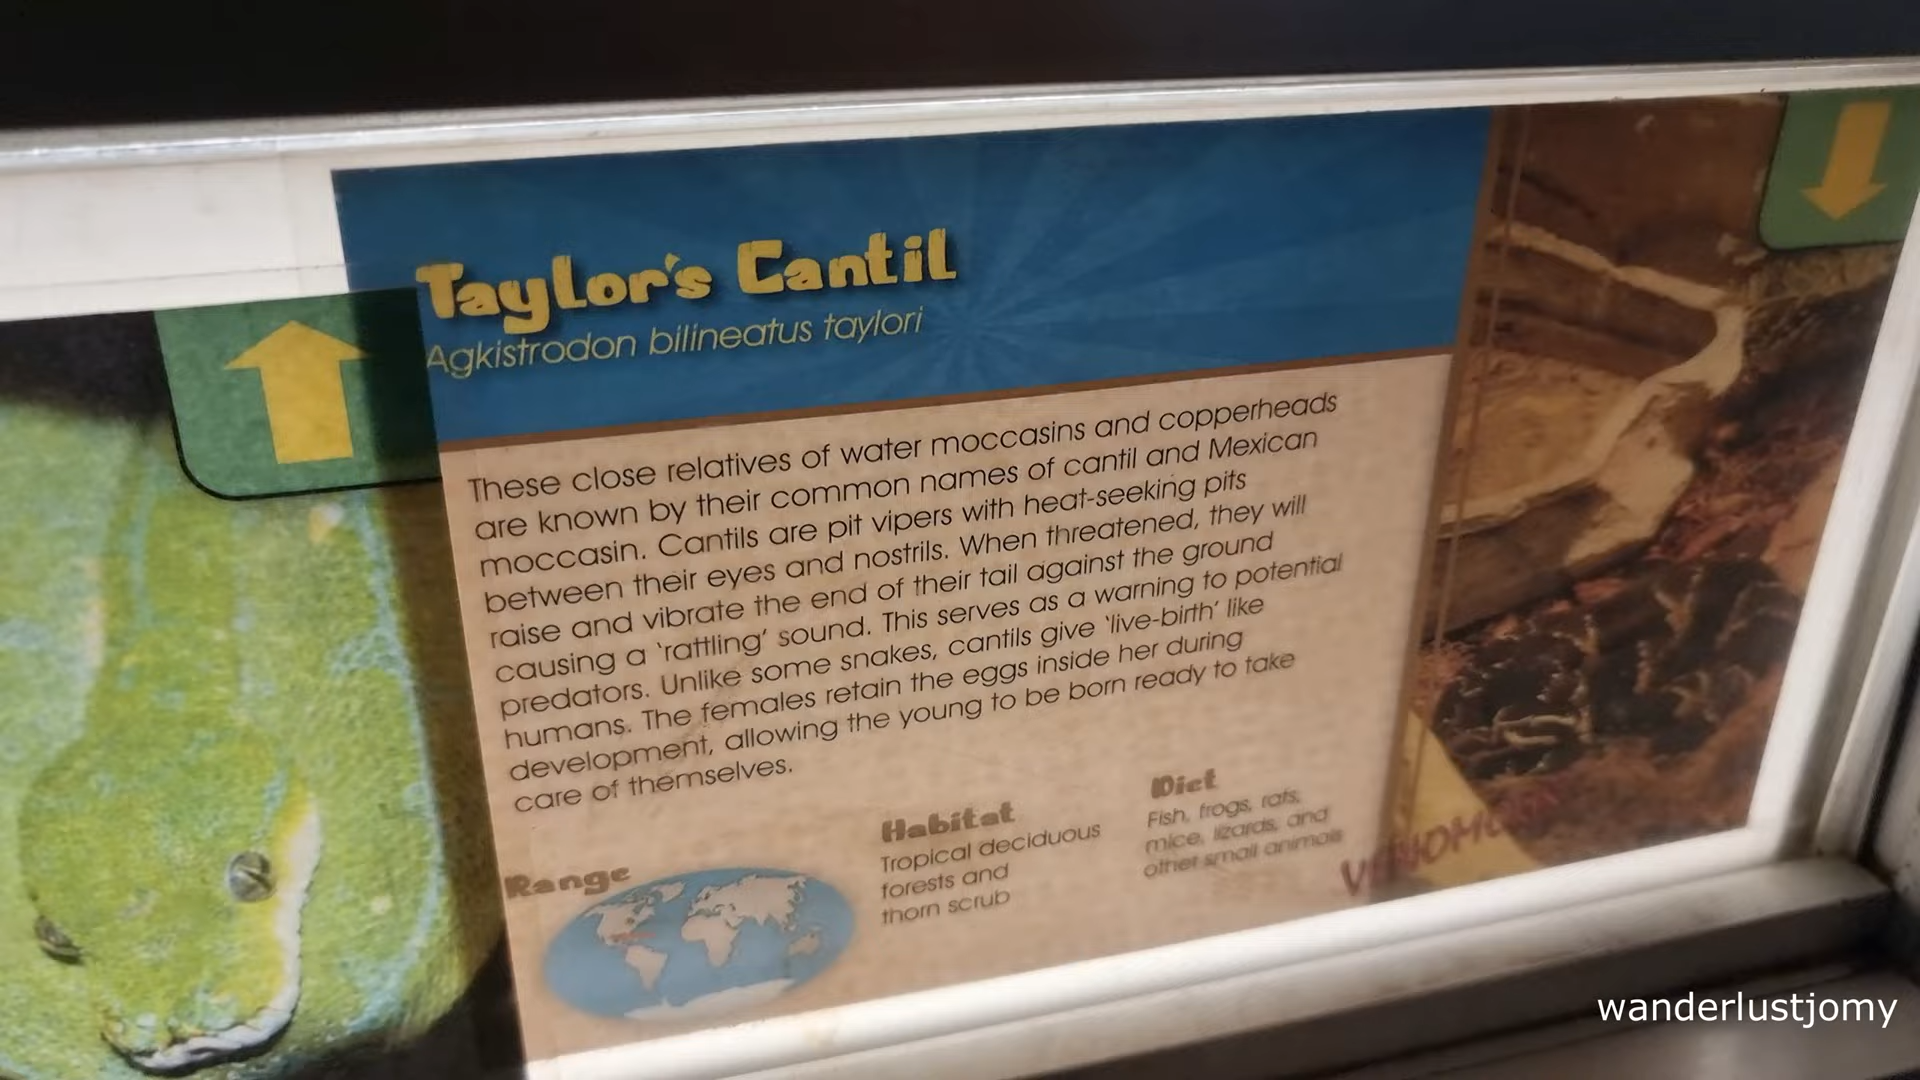 Taylor's Cantil
Agkistrodon bilineatus taylori
These close relatives of water moccasins and copperheads
are known by their common names of cantil and Mexican
moccasin. Cantils are pit vipers with heat-seeking pits
between their eyes and nostrils. When threatened, they will
raise and vibrate the end of their tail against the ground
causing a 'rattling' sound. This serves as a warning to potential
predators. Unlike some snakes, cantils give 'live-birth' like
humans. The females retain the eggs inside her during
development, allowing the young to be born ready to take
care of themselves.
Range
Habitat
Tropical deciduous
forests and
thorn scrub
Diet
Fish, frogs, rats,
mice, lizards, and
other small animals
wanderlustjomy